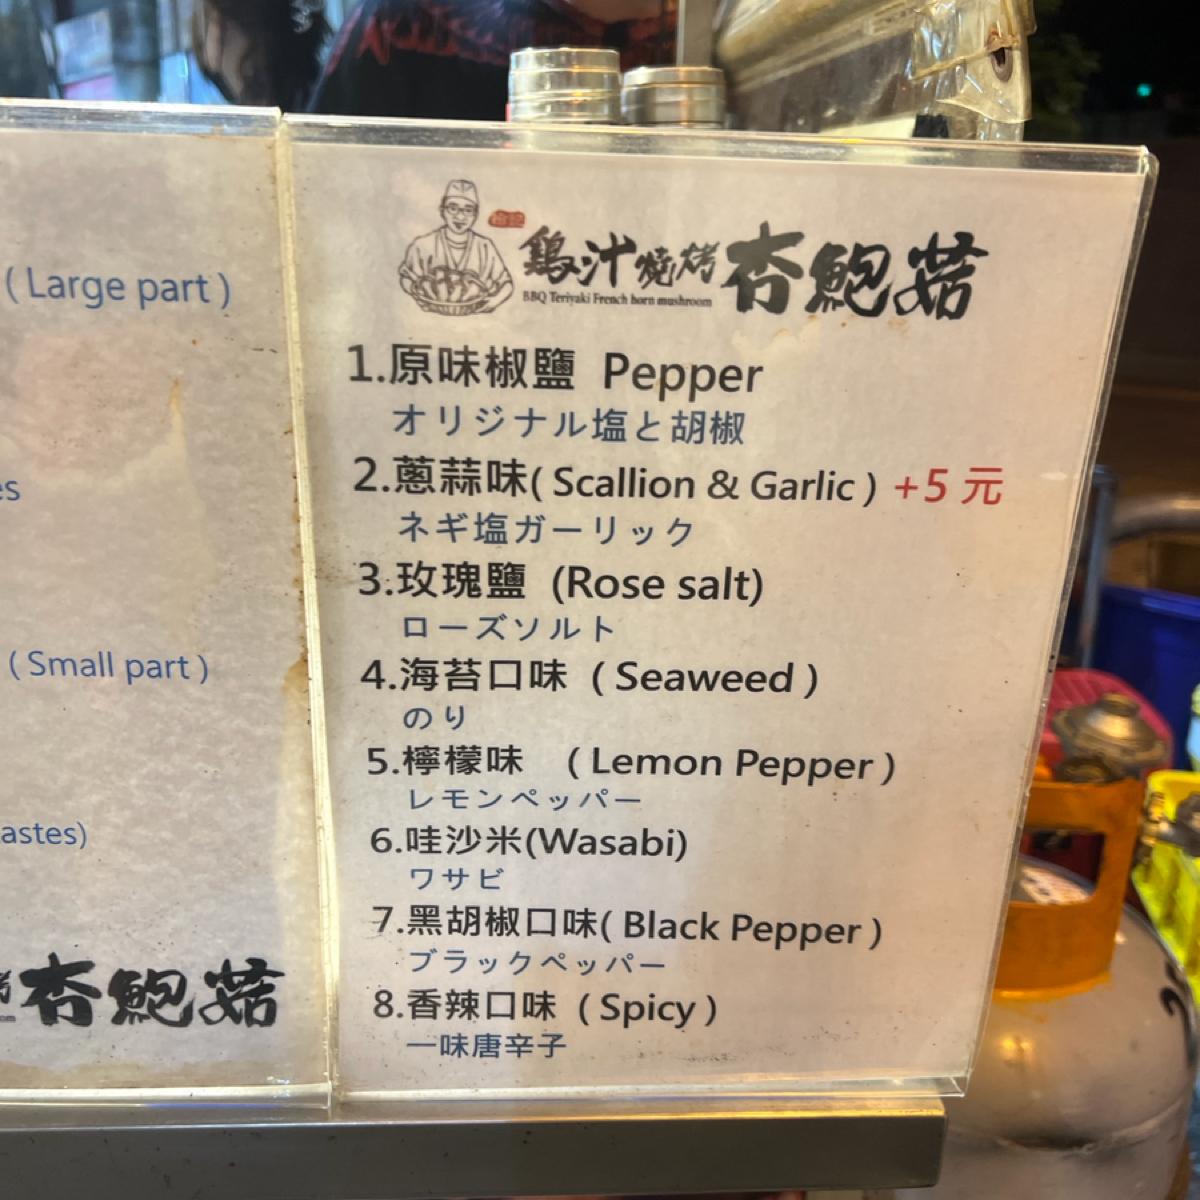 ( Large part )
es
( Small part )
astes)
杏鮑菇
雞汁燒烤杏鮑菇
BBQ Teriyaki French horn mushroom
1.原味椒鹽 Pepper
オリジナル塩と胡椒
2.蔥蒜味( Scallion & Garlic ) +5 元
ネギ塩ガーリック
3.玫瑰鹽 (Rose salt)
ローズソルト
4.海苔口味 ( Seaweed )
のり
5.檸檬味 ( Lemon Pepper )
レモンペッパー
6.哇沙米(Wasabi)
ワサビ
7.黑胡椒口味( Black Pepper )
ブラックペッパー
8.香辣口味 ( Spicy )
一味唐辛子